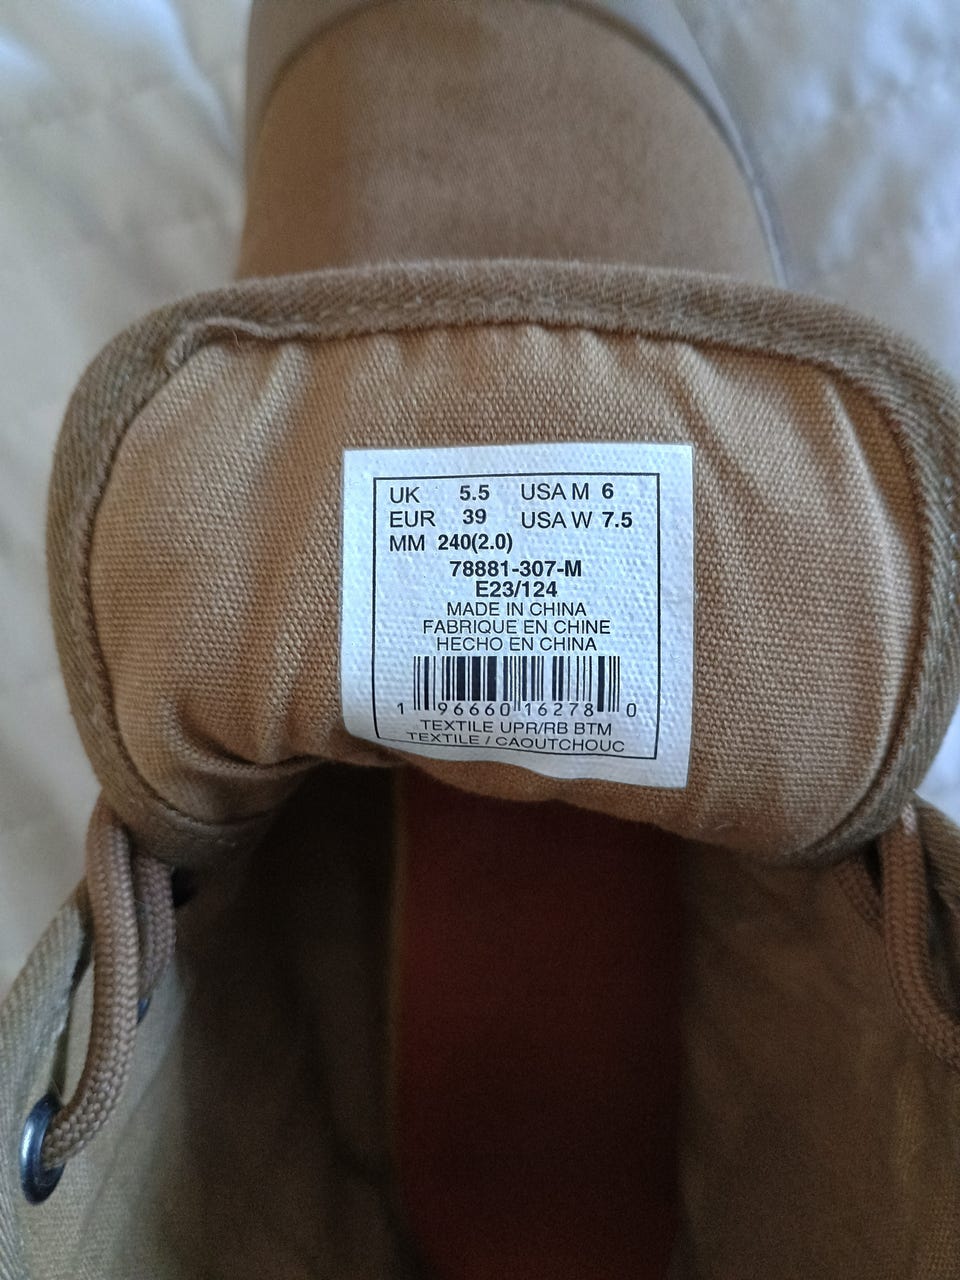 UK 5.5 USA M 6
EUR 39 USA W 7.5
MM 240(2.0)
78881-307-M
E23/124
MADE IN CHINA
FABRIQUE EN CHINE
HECHO EN CHINA
1 96660 16278 0
TEXTILE UPR/RB BTM
TEXTILE / CAOUTCHOUC